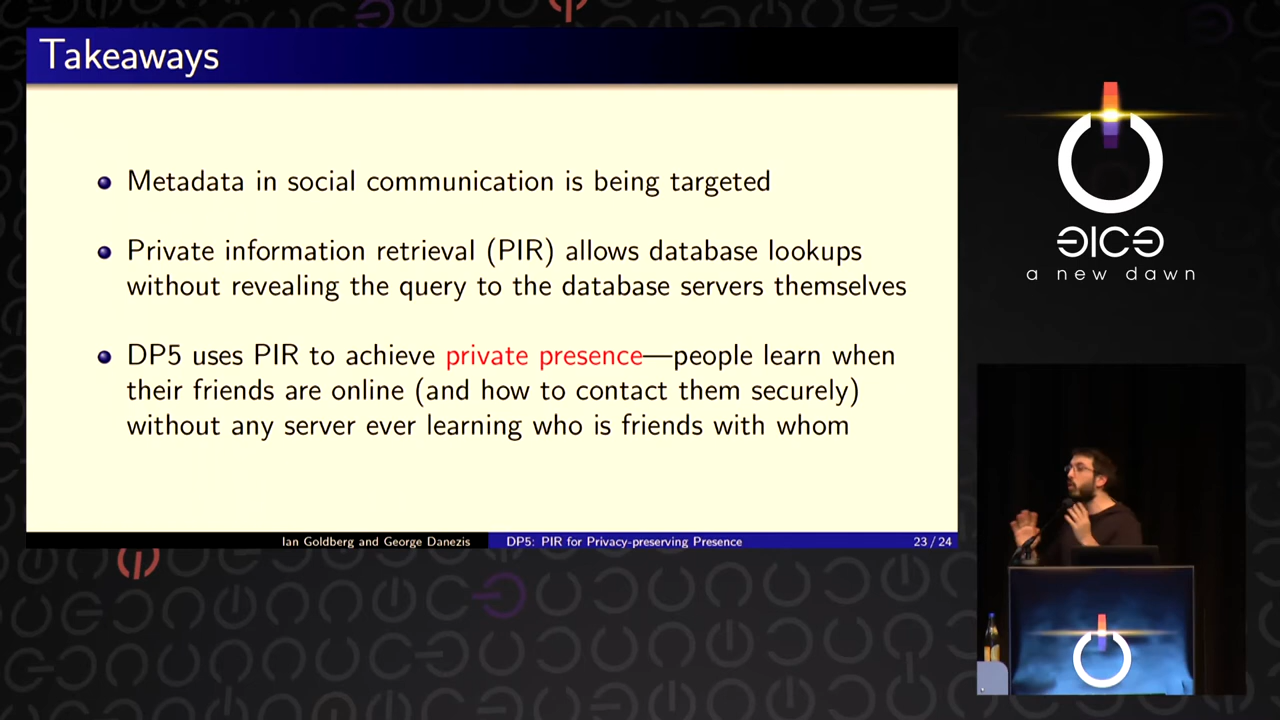 Takeaways
Metadata in social communication is being targeted
Private information retrieval (PIR) allows database lookups
without revealing the query to the database servers themselves
DP5 uses PIR to achieve private presence—people learn when
their friends are online (and how to contact them securely)
without any server ever learning who is friends with whom
Ian Goldberg and George Danezis
DP5: PIR for Privacy-preserving Presence
23 / 24
a new dawn